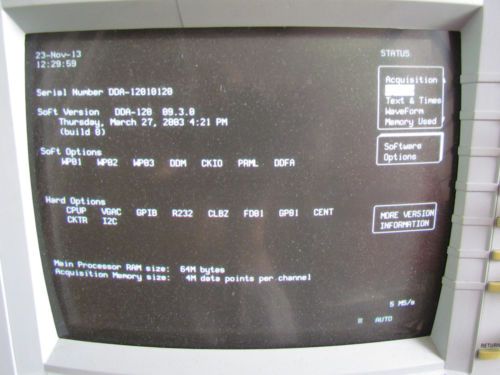 23-Nov-13
12:29:59
STATUS
Serial Number DDA-12010120
Soft Version DDA-120 09.3.0
Thursday, March 27, 2003 4:21 PM
(build 0)
Soft Options
WP01 WP02 WP03 DDM CKIO PRML DDFA
Hard Options
CPUP VGAC GPIB R232 CLBZ FD01 GP01 CENT
CKTR I2C
Main Processor RAM size: 64M bytes
Acquisition Memory size: 4M data points per channel
Acquisition
Text & Times
WaveForm
Memory Used
Software
Options
MORE VERSION
INFORMATION
5 MS/s
AUTO
RETURN